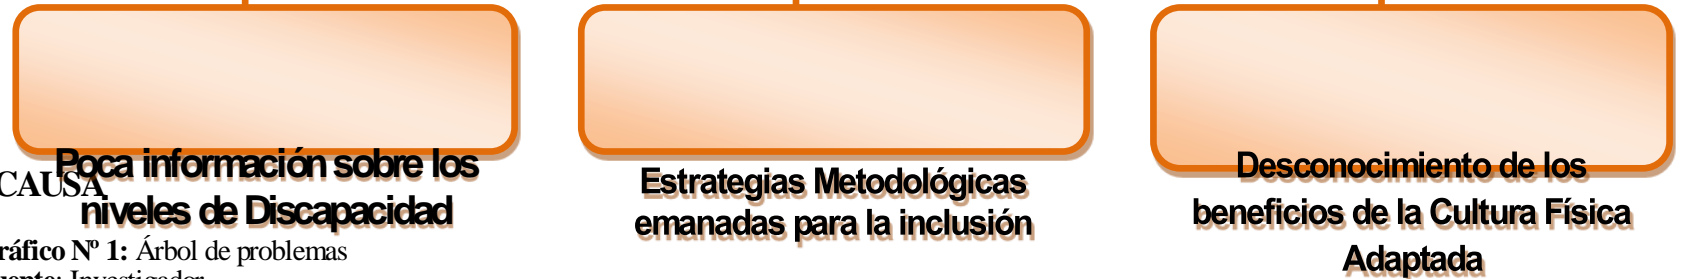 Poca información sobre los
niveles de Discapacidad
Estrategias Metodológicas
emanadas para la inclusión
Desconocimiento de los
beneficios de la Cultura Física
Adaptada
CAUSA
Nº 1: Árbol de problemas
Investigador